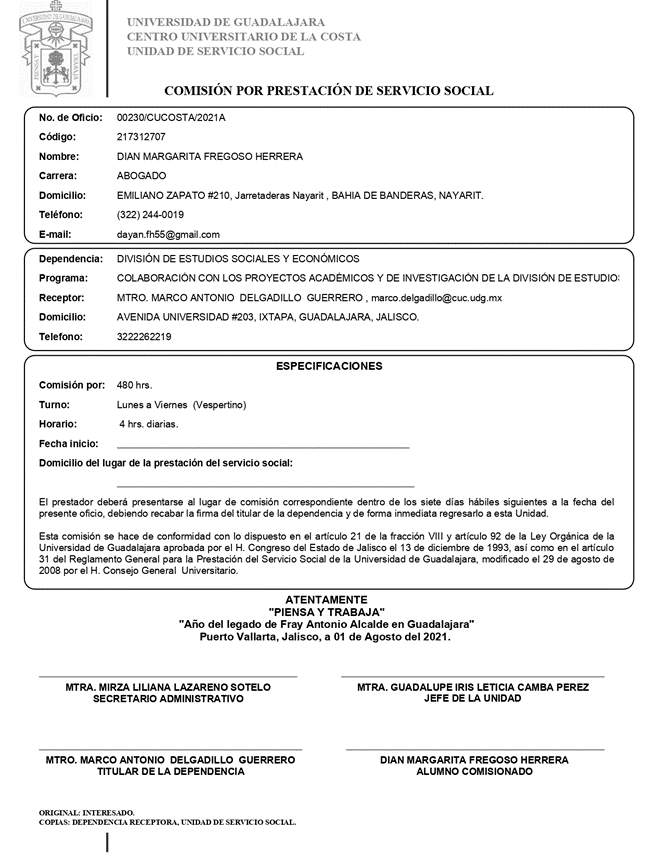 UNIVERSIDAD DE GUADALAJARA
CENTRO UNIVERSITARIO DE LA COSTA
UNIDAD DE SERVICIO SOCIAL
PIENSA Y
TRABAJA
COMISIÓN POR PRESTACIÓN DE SERVICIO SOCIAL
No. de Oficio: 00230/CUCOSTA/2021A
Código: 217312707
Nombre: DIAN MARGARITA FREGOSO HERRERA
Carrera: ABOGADO
Domicilio: EMILIANO ZAPATO #210, Jarretaderas Nayarit , BAHIA DE BANDERAS, NAYARIT.
Teléfono: (322) 244-0019
E-mail: dayan.fh55@gmail.com
Dependencia: DIVISIÓN DE ESTUDIOS SOCIALES Y ECONÓMICOS
Programa: COLABORACIÓN CON LOS PROYECTOS ACADÉMICOS Y DE INVESTIGACIÓN DE LA DIVISIÓN DE ESTUDIO
Receptor: MTRO. MARCO ANTONIO DELGADILLO GUERRERO , marco.delgadillo@cuc.udg.mx
Domicilio: AVENIDA UNIVERSIDAD #203, IXTAPA, GUADALAJARA, JALISCO.
Telefono: 3222262219
ESPECIFICACIONES
Comisión por: 480 hrs.
Turno: Lunes a Viernes (Vespertino)
Horario: 4 hrs. diarias.
Fecha inicio:
Domicilio del lugar de la prestación del servicio social:
El prestador deberá presentarse al lugar de comisión correspondiente dentro de los siete días hábiles siguientes a la fecha del
presente oficio, debiendo recabar la firma del titular de la dependencia y de forma inmediata regresarlo a esta Unidad.
Esta comisión se hace de conformidad con lo dispuesto en el artículo 21 de la fracción VIII y artículo 92 de la Ley Orgánica de la
Universidad de Guadalajara aprobada por el H. Congreso del Estado de Jalisco el 13 de diciembre de 1993, así como en el artículo
31 del Reglamento General para la Prestación del Servicio Social de la Universidad de Guadalajara, modificado el 29 de agosto de
2008 por el H. Consejo General Universitario.
ATENTAMENTE
"PIENSA Y TRABAJA"
"Año del legado de Fray Antonio Alcalde en Guadalajara"
Puerto Vallarta, Jalisco, a 01 de Agosto del 2021.
MTRA. MIRZA LILIANA LAZARENO SOTELO
SECRETARIO ADMINISTRATIVO
MTRA. GUADALUPE IRIS LETICIA CAMBA PEREZ
JEFE DE LA UNIDAD
MTRO. MARCO ANTONIO DELGADILLO GUERRERO
TITULAR DE LA DEPENDENCIA
DIAN MARGARITA FREGOSO HERRERA
ALUMNO COMISIONADO
ORIGINAL: INTERESADO.
COPIAS: DEPENDENCIA RECEPTORA, UNIDAD DE SERVICIO SOCIAL.